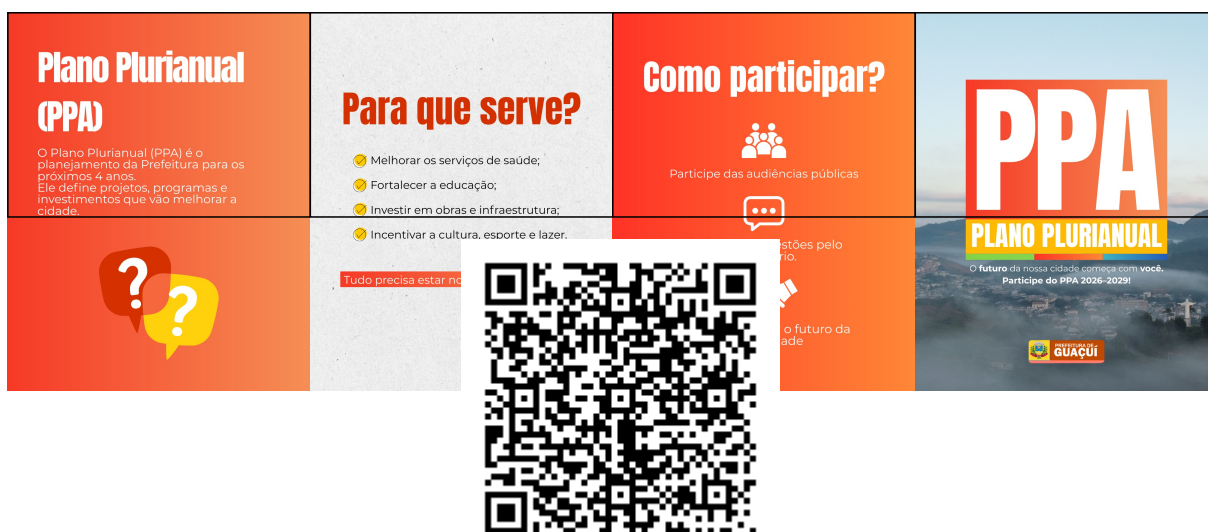 Plano Plurianual
(PPA)
O Plano Plurianual (PPA) é o
planejamento da Prefeitura para os
próximos 4 anos.
Ele define projetos, programas e
investimentos que vão melhorar a
cidade.
Para que serve?
Melhorar os serviços de saúde;
Fortalecer a educação;
Investir em obras e infraestrutura;
Incentivar a cultura, esporte e lazer.
Tudo precisa estar
Como participar?
Participe das audiências públicas
pelo
o futuro da
PPA
PLANO PLURIANUAL
O futuro da nossa cidade começa com você.
Participe do PPA 2026-2029!
PREFEITURA DE
GUAÇUÍ